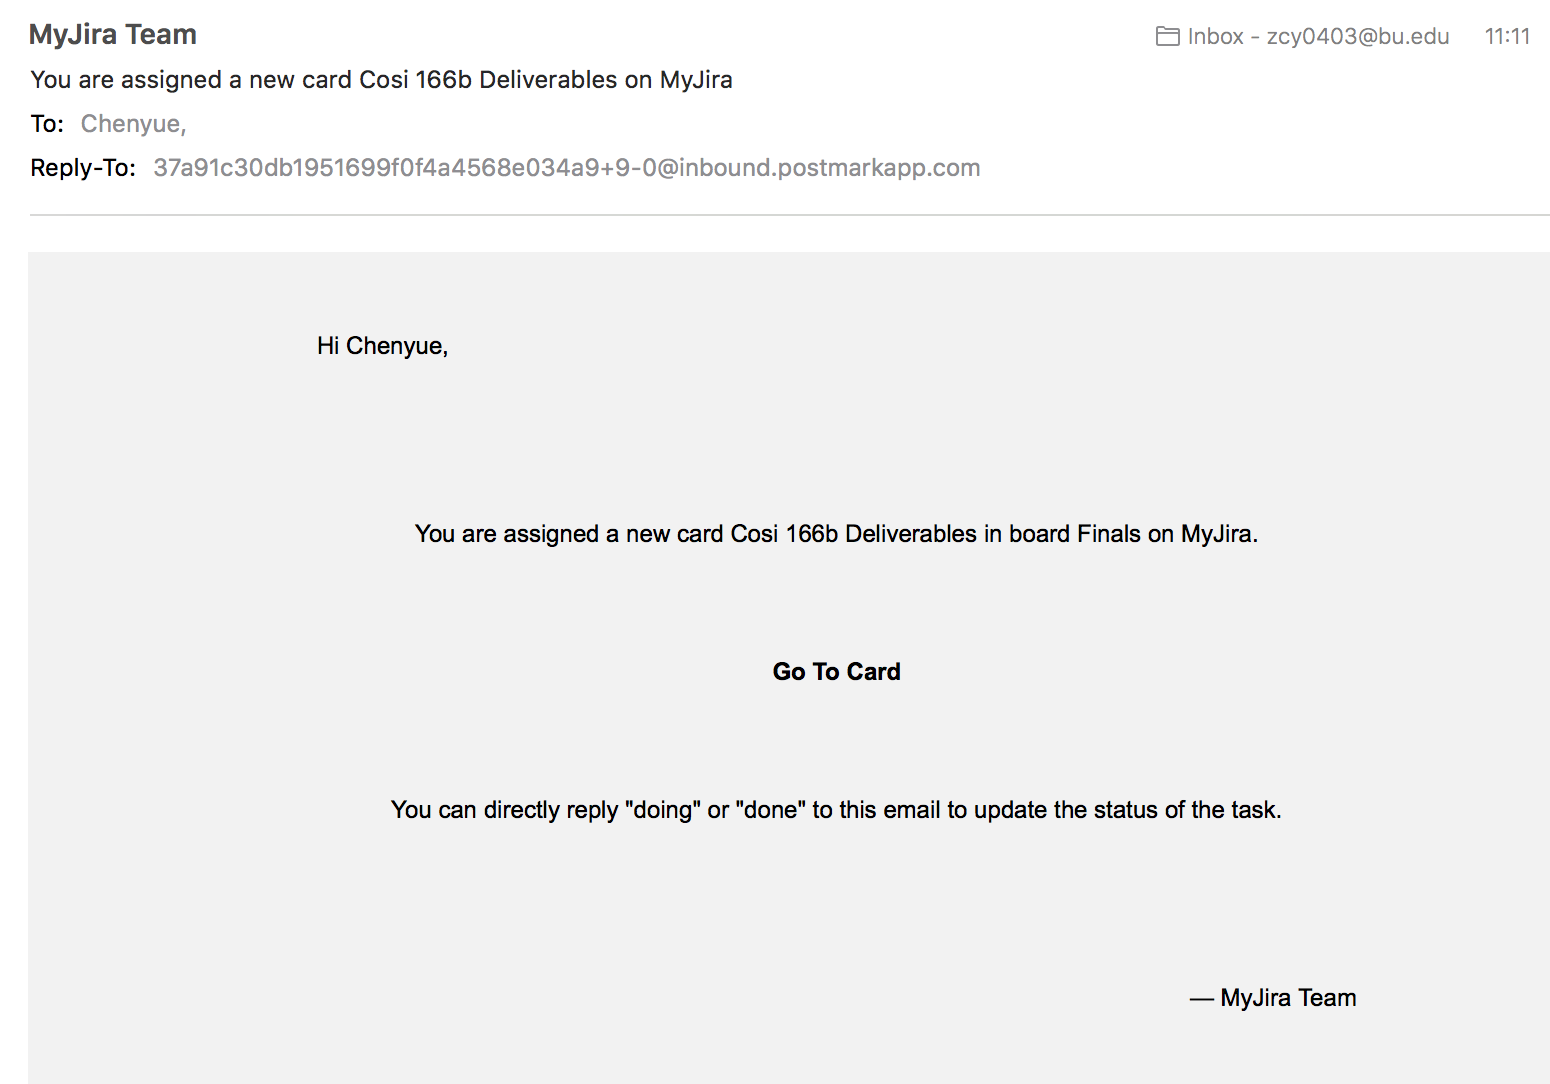 MyJira Team
Inbox - zcy0403@bu.edu 11:11
You are assigned a new card Cosi 166b Deliverables on MyJira
To: Chenyue,
Reply-To: 37a91c30db1951699f0f4a4568e034a9+9-0@inbound.postmarkapp.com
Hi Chenyue,
You are assigned a new card Cosi 166b Deliverables in board Finals on MyJira.
Go To Card
You can directly reply "doing" or "done" to this email to update the status of the task.
— MyJira Team